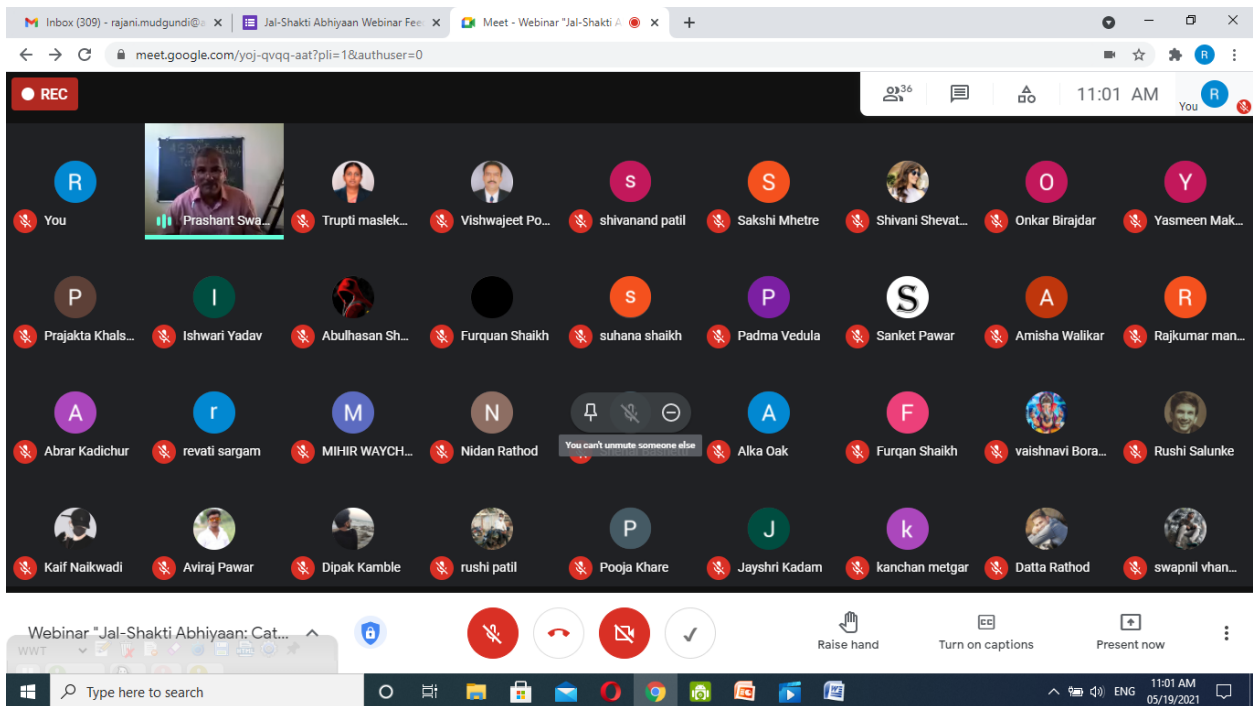 Inbox (309) - rajani.mudgundi@a
Jal-Shakti Abhiyaan Webinar Fee
Meet - Webinar "Jal-Shakti A
meet.google.com/yoj-qvqq-aat?pli=1&authuser=0
R
REC
36
11:01 AM
You
R
R
S
S
O
Y
You
Prashant Swa...
Trupti maslek...
Vishwajeet Po...
shivanand patil
Sakshi Mhetre
Shivani Shevat...
Onkar Birajdar
Yasmeen Mak...
P
I
s
P
S
A
R
Prajakta Khals...
Ishwari Yadav
Abulhasan Sh...
Furquan Shaikh
suhana shaikh
Padma Vedula
Sanket Pawar
Amisha Walikar
Rajkumar man...
A
r
M
N
A
F
You can't unmute someone else
Abrar Kadichur
revati sargam
MIHIR WAYCH...
Nidan Rathod
Alka Oak
Furqan Shaikh
vaishnavi Bora...
Rushi Salunke
P
J
k
Kaif Naikwadi
Aviraj Pawar
Dipak Kamble
rushi patil
Pooja Khare
Jayshri Kadam
kanchan metgar
Datta Rathod
swapnil vhan...
Webinar "Jal-Shakti Abhiyaan: Cat...
WWT
Raise hand
CC
Turn on captions
Present now
Type here to search
ENG
11:01 AM
05/19/2021